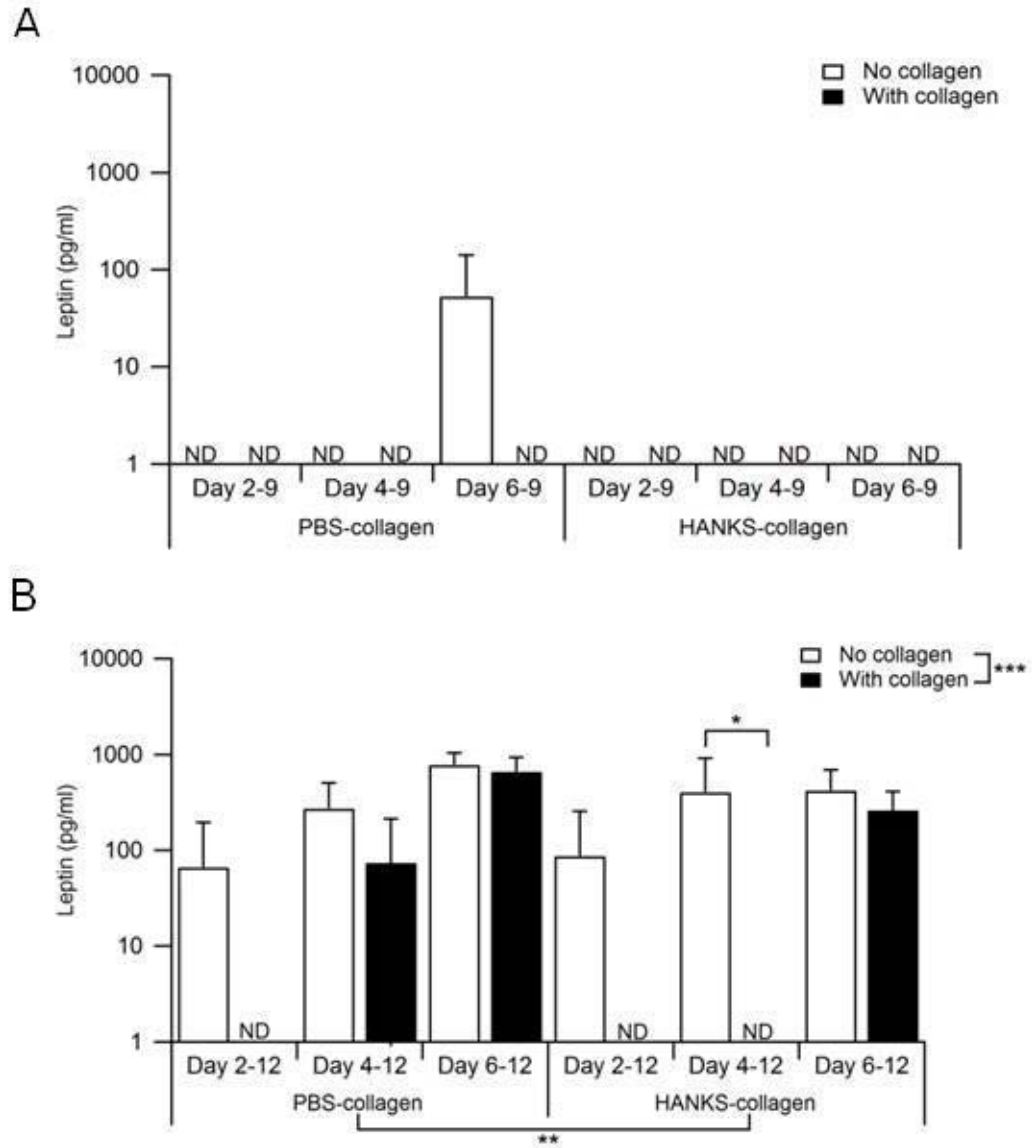 A
No collagen
With collagen
10000
1000
100
10
1
Leptin (pg/ml)
ND ND ND ND ND ND ND ND ND ND ND
Day 2-9 Day 4-9 Day 6-9 Day 2-9 Day 4-9 Day 6-9
PBS-collagen HANKS-collagen
B
No collagen
With collagen
***
10000
1000
100
10
1
Leptin (pg/ml)
*
ND ND ND
Day 2-12 Day 4-12 Day 6-12 Day 2-12 Day 4-12 Day 6-12
PBS-collagen HANKS-collagen
**